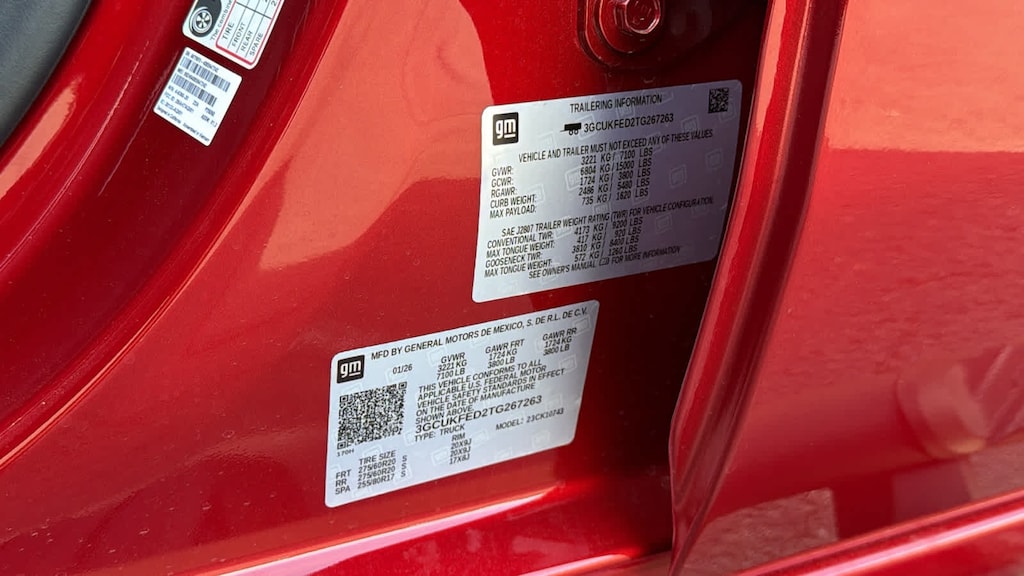 TIRE
FRONT
REAR
SPARE
gm
TRAILERING INFORMATION
3GCUKFED2TG267263
VEHICLE AND TRAILER MUST NOT EXCEED ANY OF THESE VALUES.
GVWR: 3221 KG / 7100 LBS
GCWR: 6804 KG / 15000 LBS
RGAWR: 1724 KG / 3800 LBS
CURB WEIGHT: 2486 KG / 5480 LBS
MAX PAYLOAD: 735 KG / 1620 LBS
SAE J2807 TRAILER WEIGHT RATING (TWR) FOR VEHICLE CONFIGURATION.
CONVENTIONAL TWR: 4173 KG / 9200 LBS
MAX TONGUE WEIGHT: 417 KG / 920 LBS
GOOSENECK TWR: 3810 KG / 8400 LBS
MAX TONGUE WEIGHT: 572 KG / 1260 LBS
SEE OWNER'S MANUAL FOR MORE INFORMATION
gm
MFD BY GENERAL MOTORS DE MEXICO, S. DE R.L. DE C.V.
01/26 GVWR GAWR FRT GAWR RR
3221 KG 1724 KG 1724 KG
7100 LB 3800 LB 3800 LB
THIS VEHICLE CONFORMS TO ALL
APPLICABLE U.S. FEDERAL MOTOR
VEHICLE SAFETY STANDARDS IN EFFECT
ON THE DATE OF MANUFACTURE
SHOWN ABOVE.
3GCUKFED2TG267263
TYPE: TRUCK MODEL: 23CK10743
TIRE SIZE RIM
FRT 275/60R20 S 20X9J
RR 275/60R20 S 20X9J
SPA 255/80R17 S 17X8J